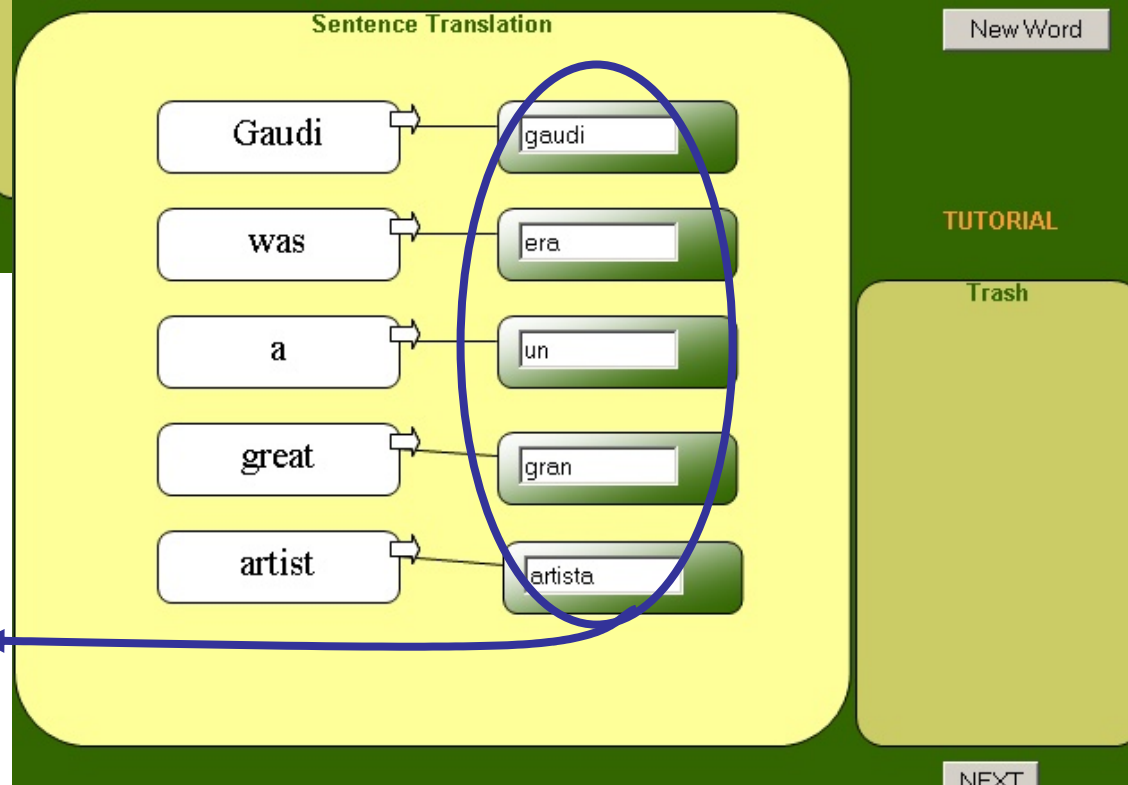 Sentence Translation
New Word
Gaudi gaudi
was era
TUTORIAL
Trash
a un
great gran
artist artista
NEXT